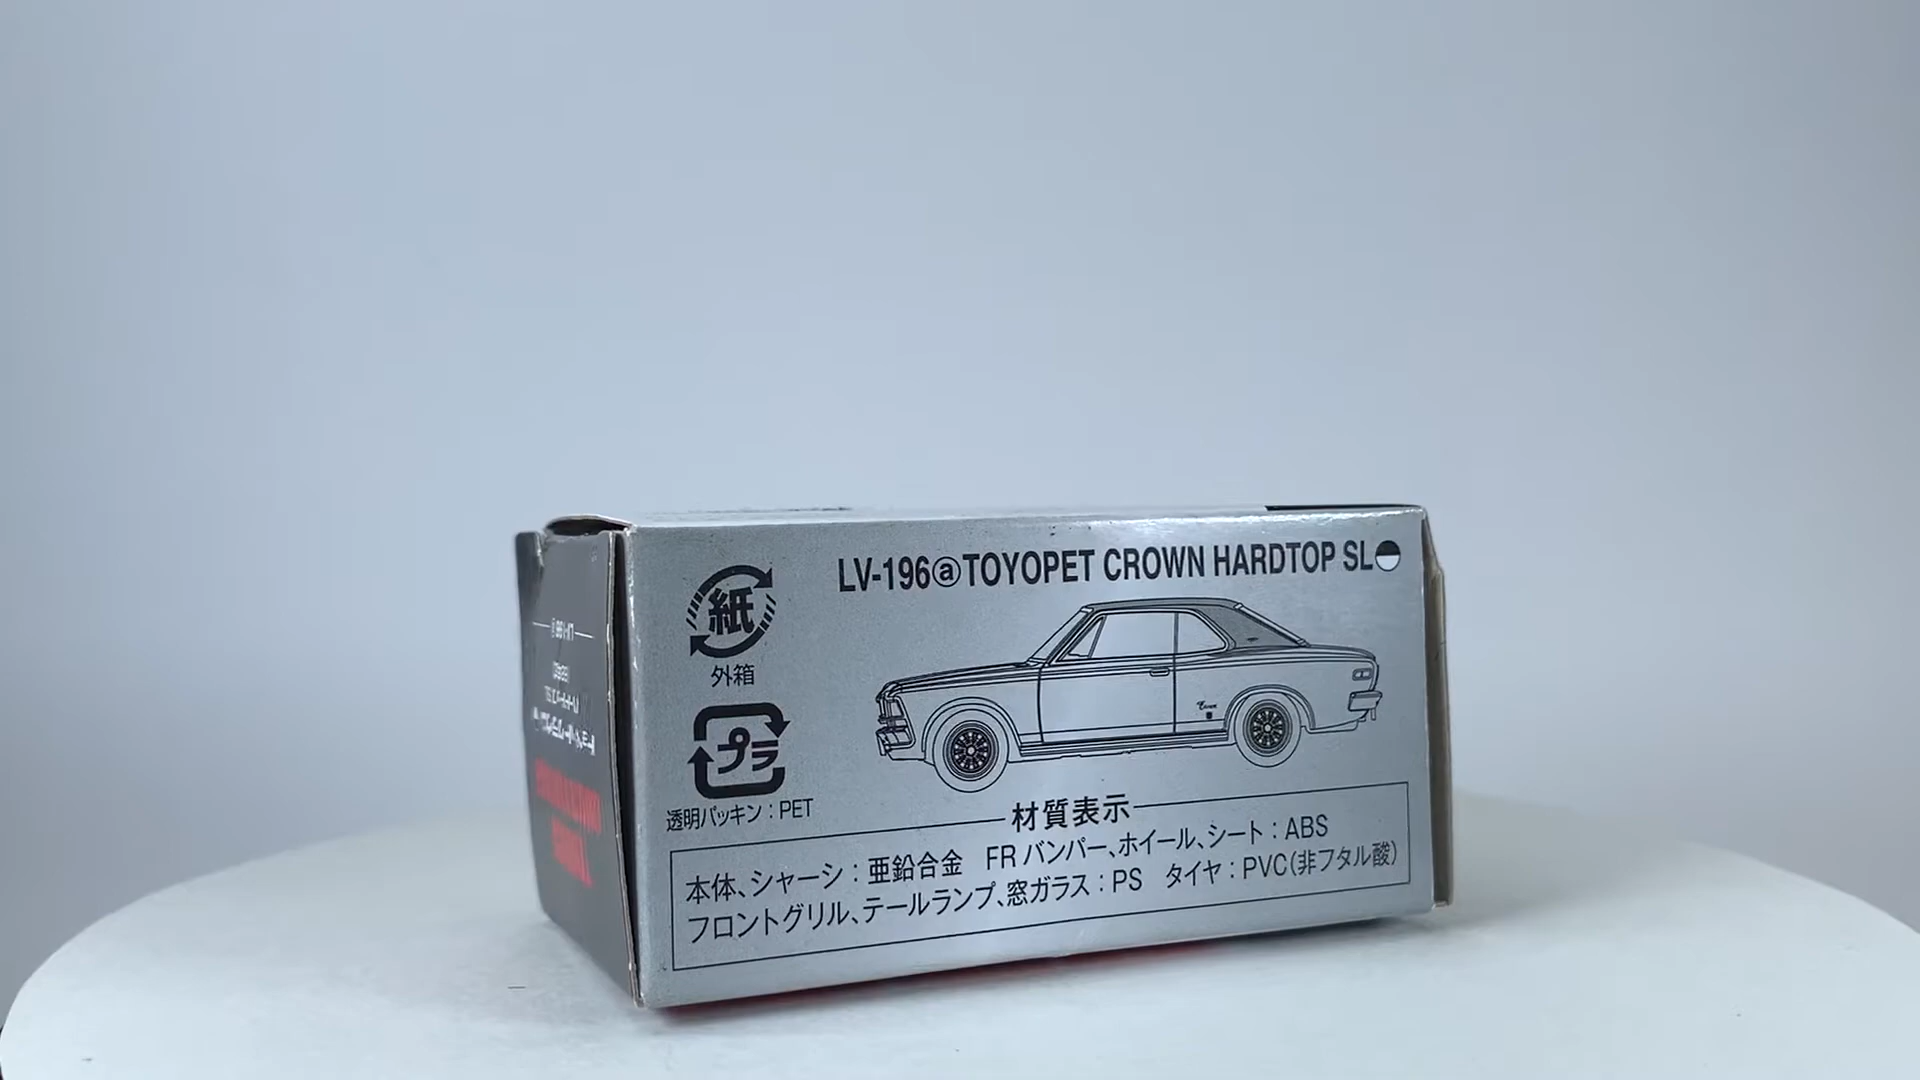 LV-196ⓐTOYOPET CROWN HARDTOP SL
紙
外箱
プラ
透明パッキン：PET
材質表示
本体、シャーシ：亜鉛合金　FRバンパー、ホイール、シート：ABS
フロントグリル、テールランプ、窓ガラス：PS　タイヤ：PVC（非フタル酸）